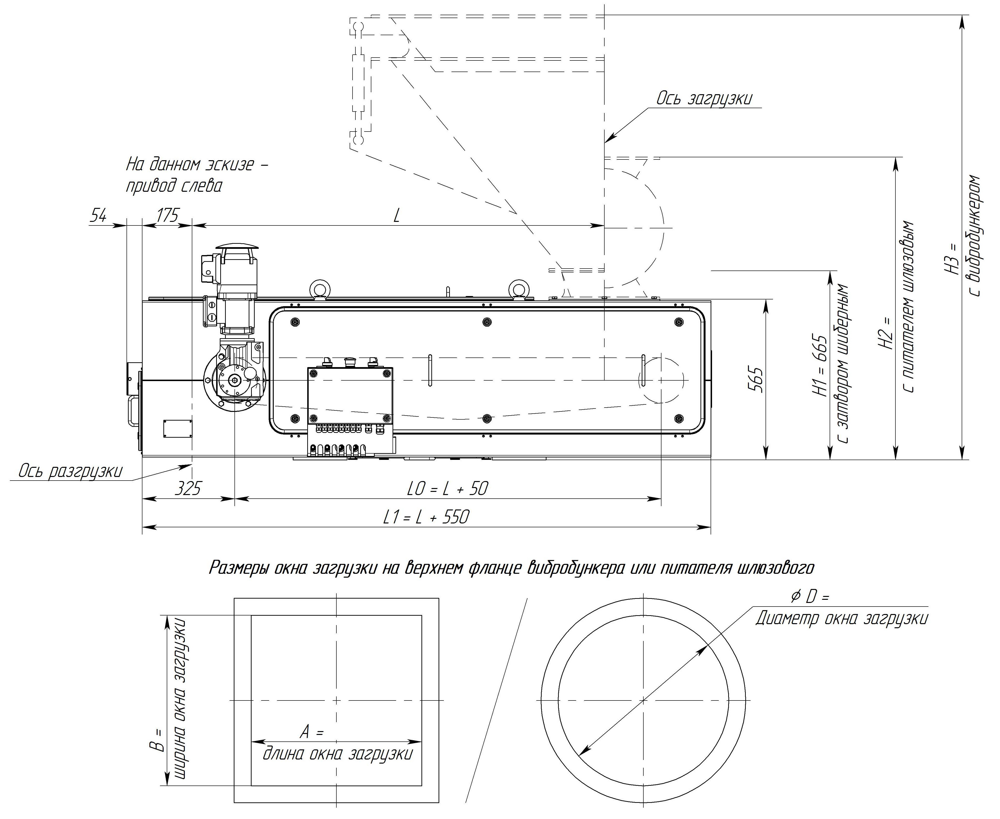 Ось загрузки
На данном эскизе –
привод слева
54
175
L
H3 =
с вибробункером
H2 =
с питателем шлюзовым
H1 = 665
с затвором шиберным
565
Ось разгрузки
325
L0 = L + 50
L1 = L + 550
Размеры окна загрузки на верхнем фланце вибробункера или питателя шлюзового
B =
ширина окна загрузки
A =
длина окна загрузки
ϕ D =
Диаметр окна загрузки